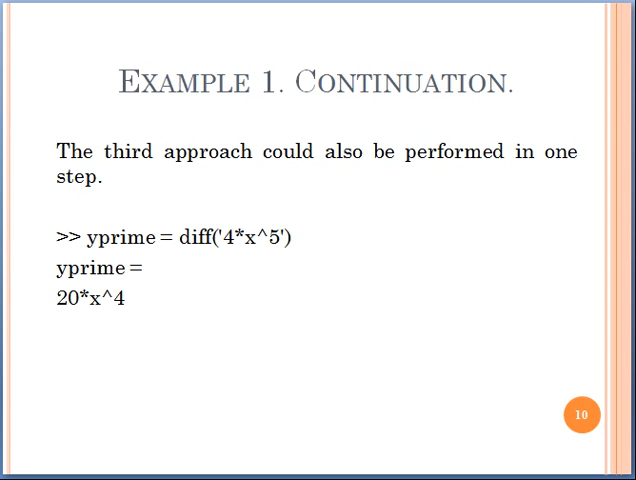 EXAMPLE 1. CONTINUATION.
The third approach could also be performed in one
step.
>> yprime = diff('4*x^5')
yprime =
20*x^4
10